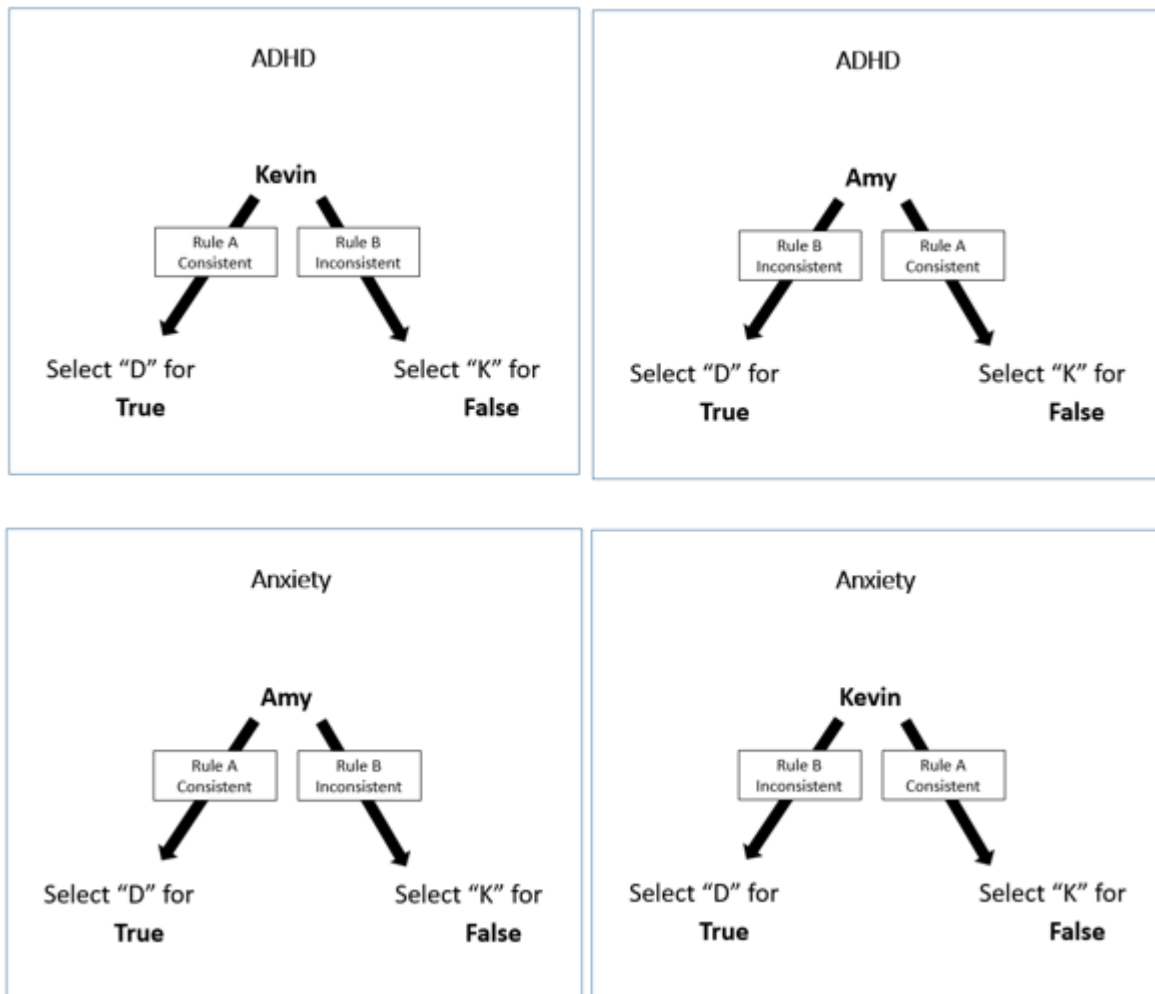 ADHD
Kevin
Rule A
Consistent
Rule B
Inconsistent
Select “D” for
True
Select “K” for
False
ADHD
Amy
Rule B
Inconsistent
Rule A
Consistent
Select “D” for
True
Select “K” for
False
Anxiety
Amy
Rule A
Consistent
Rule B
Inconsistent
Select “D” for
True
Select “K” for
False
Anxiety
Kevin
Rule B
Inconsistent
Rule A
Consistent
Select “D” for
True
Select “K” for
False